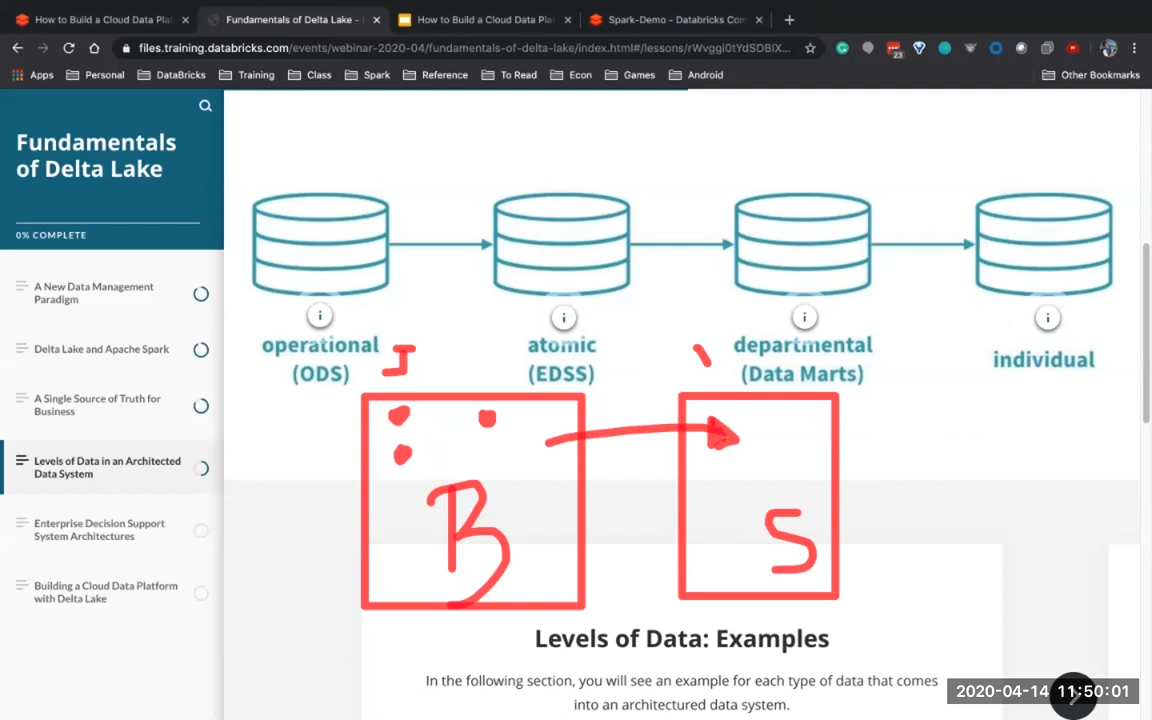 How to Build a Cloud Data Pla
Fundamentals of Delta Lake -
How to Build a Cloud Data Pla
Spark-Demo - Databricks Com
files.training.databricks.com/events/webinar-2020-04/fundamentals-of-delta-lake/index.html#/lessons/rWvggi0tYdSDBlX...
23
Apps Personal DataBricks Training Class Spark Reference To Read Econ Games Android Other Bookmarks
Fundamentals
of Delta Lake
0% COMPLETE
A New Data Management
Paradigm
Delta Lake and Apache Spark
A Single Source of Truth for
Business
Levels of Data in an Architected
Data System
Enterprise Decision Support
System Architectures
Building a Cloud Data Platform
with Delta Lake
i i i i
operational
(ODS)
atomic
(EDSS)
departmental
(Data Marts)
individual
I
B
S
Levels of Data: Examples
In the following section, you will see an example for each type of data that comes
into an architectured data system.
2020-04-14 11:50:01